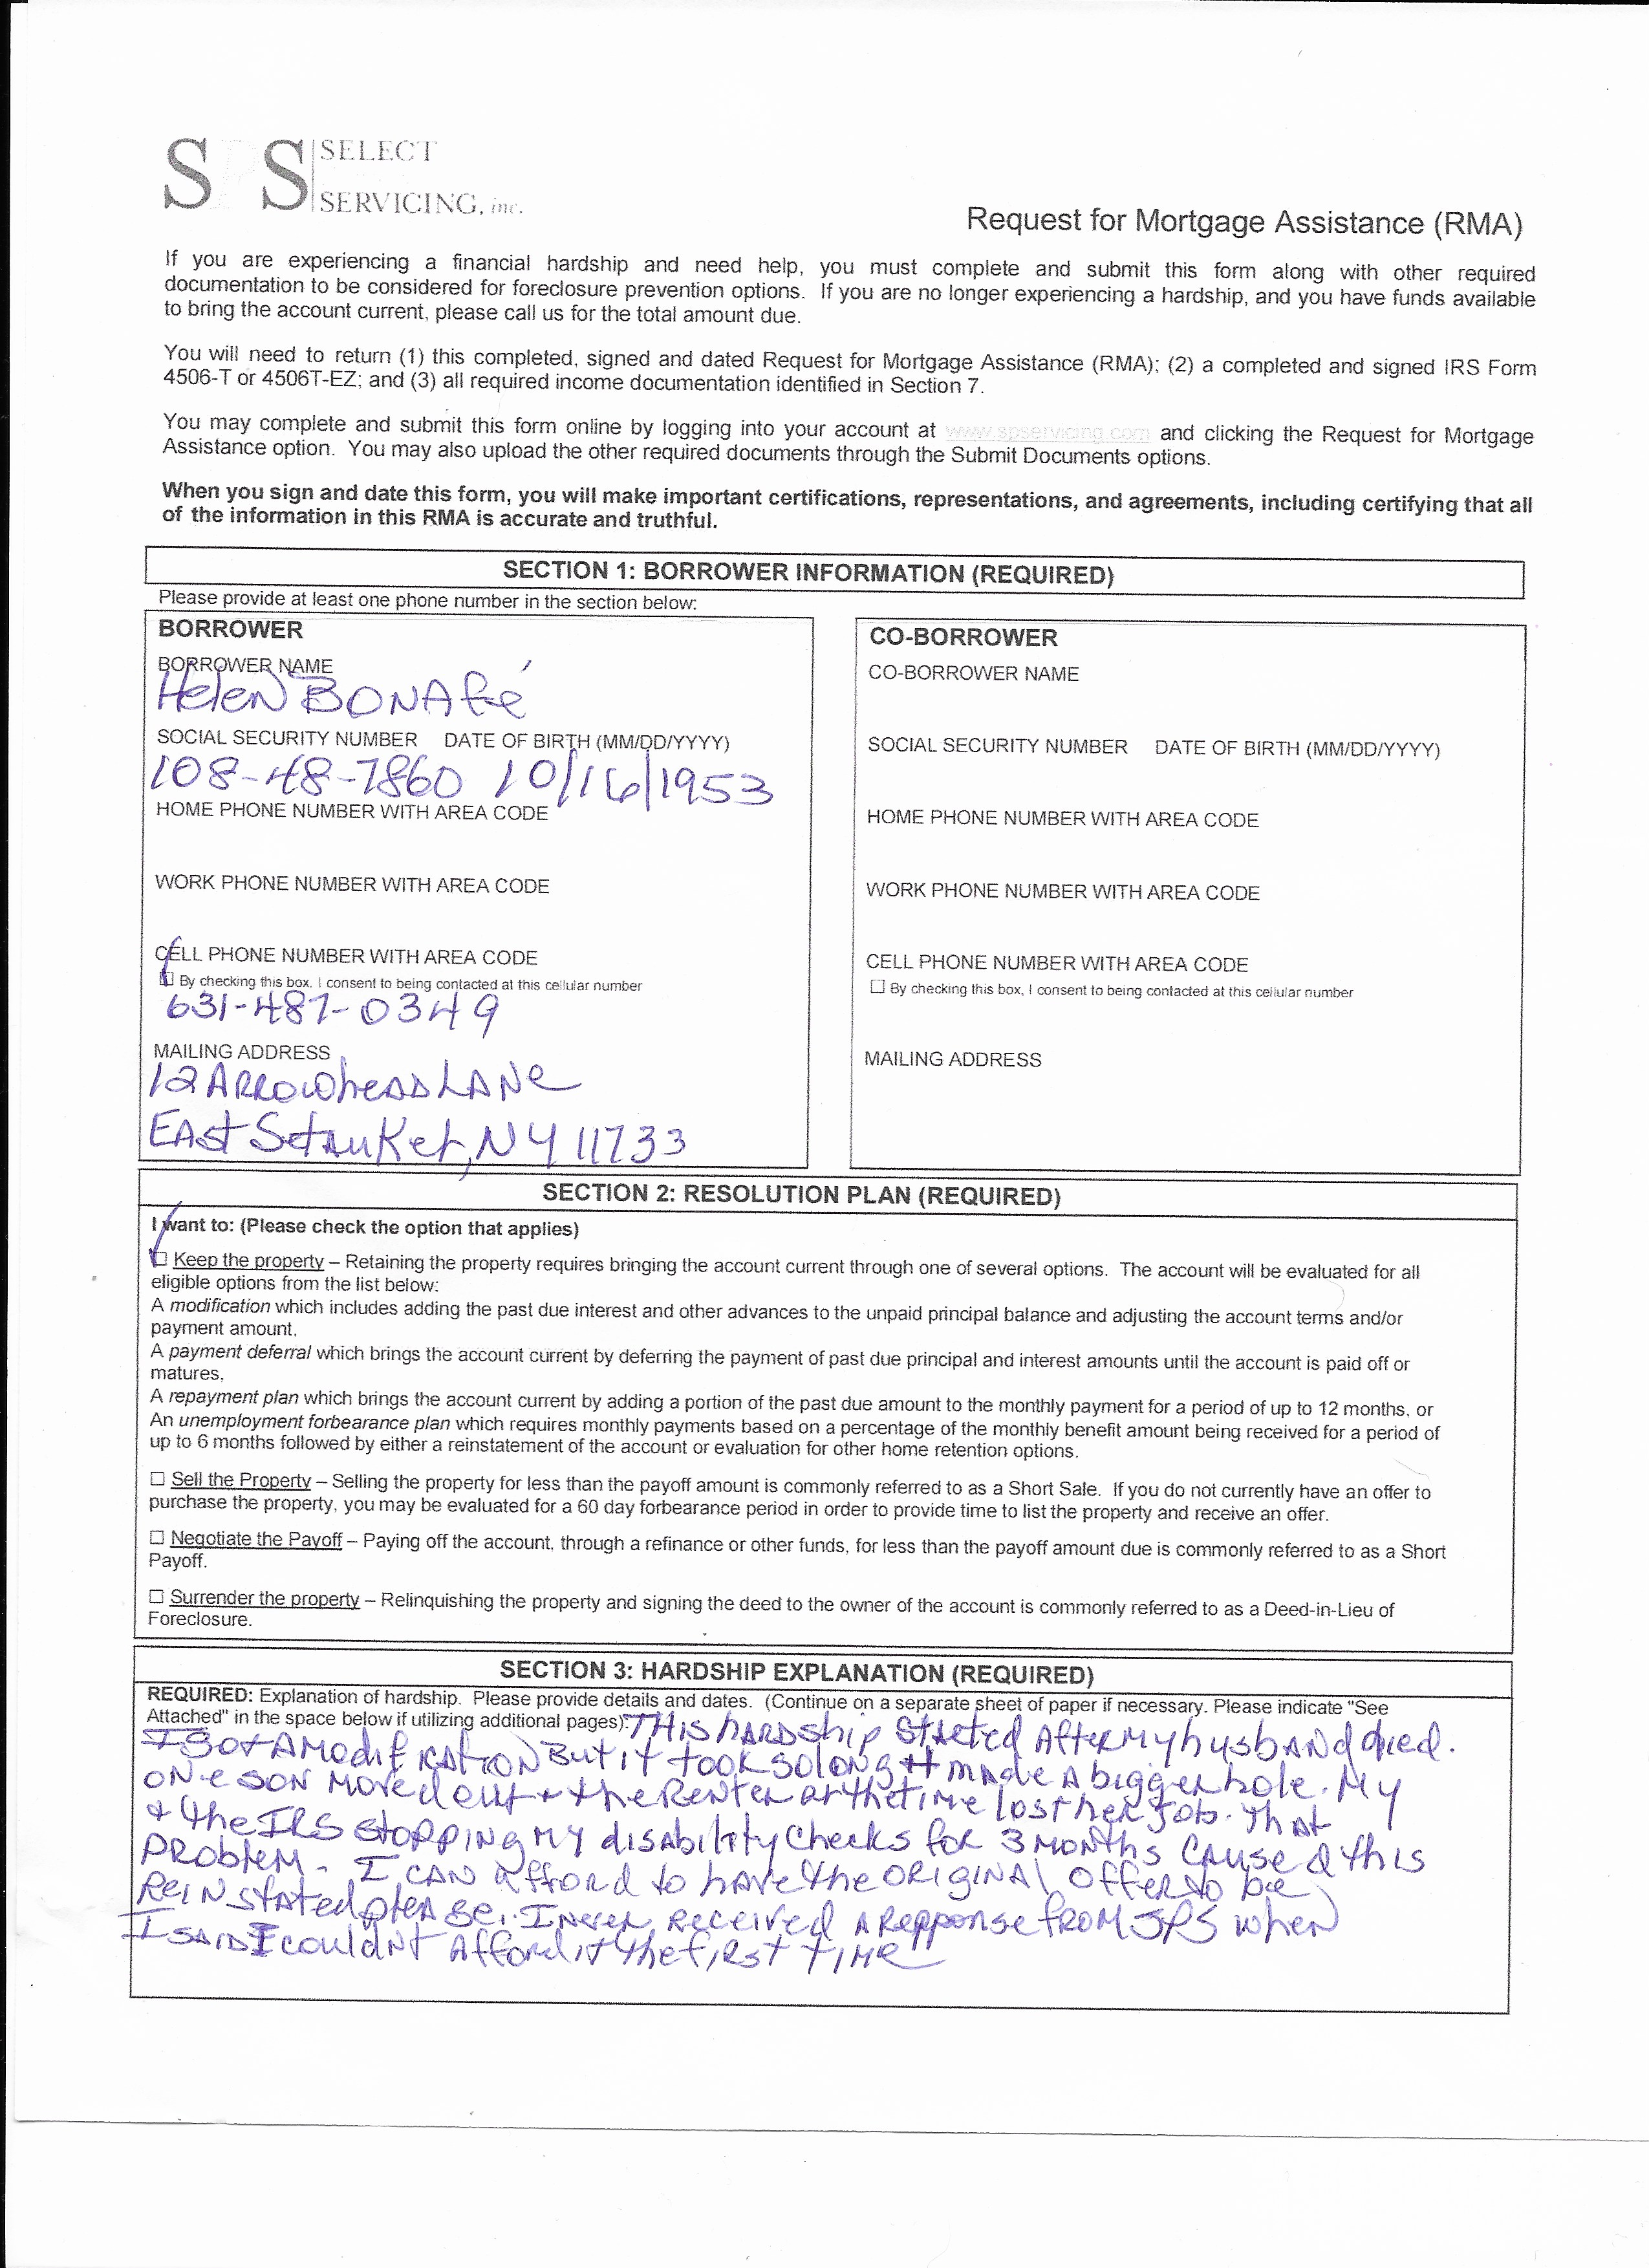 SPS SELECT
SERVICING, inc.
Request for Mortgage Assistance (RMA)
If you are experiencing a financial hardship and need help, you must complete and submit this form along with other required
documentation to be considered for foreclosure prevention options. If you are no longer experiencing a hardship, and you have funds available
to bring the account current, please call us for the total amount due.
You will need to return (1) this completed, signed and dated Request for Mortgage Assistance (RMA); (2) a completed and signed IRS Form
4506-T or 4506T-EZ; and (3) all required income documentation identified in Section 7.
You may complete and submit this form online by logging into your account at www.spservicing.com and clicking the Request for Mortgage
Assistance option. You may also upload the other required documents through the Submit Documents options.
When you sign and date this form, you will make important certifications, representations, and agreements, including certifying that all
of the information in this RMA is accurate and truthful.
SECTION 1: BORROWER INFORMATION (REQUIRED)
Please provide at least one phone number in the section below:
BORROWER
BORROWER NAME
Helen BONAFé
SOCIAL SECURITY NUMBER DATE OF BIRTH (MM/DD/YYYY)
108-48-7860 10/16/1953
HOME PHONE NUMBER WITH AREA CODE
WORK PHONE NUMBER WITH AREA CODE
CELL PHONE NUMBER WITH AREA CODE
☑ By checking this box, I consent to being contacted at this cellular number
631-487-0349
MAILING ADDRESS
12 ARROWheAD LANe
EAst SetAuKet, NY 11733
CO-BORROWER
CO-BORROWER NAME
SOCIAL SECURITY NUMBER DATE OF BIRTH (MM/DD/YYYY)
HOME PHONE NUMBER WITH AREA CODE
WORK PHONE NUMBER WITH AREA CODE
CELL PHONE NUMBER WITH AREA CODE
☐ By checking this box, I consent to being contacted at this cellular number
MAILING ADDRESS
SECTION 2: RESOLUTION PLAN (REQUIRED)
I want to: (Please check the option that applies)
☑ Keep the property – Retaining the property requires bringing the account current through one of several options. The account will be evaluated for all
eligible options from the list below:
A modification which includes adding the past due interest and other advances to the unpaid principal balance and adjusting the account terms and/or
payment amount,
A payment deferral which brings the account current by deferring the payment of past due principal and interest amounts until the account is paid off or
matures,
A repayment plan which brings the account current by adding a portion of the past due amount to the monthly payment for a period of up to 12 months, or
An unemployment forbearance plan which requires monthly payments based on a percentage of the monthly benefit amount being received for a period of
up to 6 months followed by either a reinstatement of the account or evaluation for other home retention options.
☐ Sell the Property – Selling the property for less than the payoff amount is commonly referred to as a Short Sale. If you do not currently have an offer to
purchase the property, you may be evaluated for a 60 day forbearance period in order to provide time to list the property and receive an offer.
☐ Negotiate the Payoff – Paying off the account, through a refinance or other funds, for less than the payoff amount due is commonly referred to as a Short
Payoff.
☐ Surrender the property – Relinquishing the property and signing the deed to the owner of the account is commonly referred to as a Deed-in-Lieu of
Foreclosure.
SECTION 3: HARDSHIP EXPLANATION (REQUIRED)
REQUIRED: Explanation of hardship. Please provide details and dates. (Continue on a separate sheet of paper if necessary. Please indicate "See
Attached" in the space below if utilizing additional pages): THis hARDship StARted AfteR My husbAND died.
I Got A ModificAtion But it took so long it made A bigger hole. My
one son moved out + the Renter at the time lost her job. That
& the IRS stopping My disability Checks for 3 Months Caused this
PRoblem - I CAN afford to hAve the ORIGINAl Offer to be
ReiNstAted pleAse. I Never Received A Repponse fROM SPS when
I SAID I couldNt Afford it the fiRst time